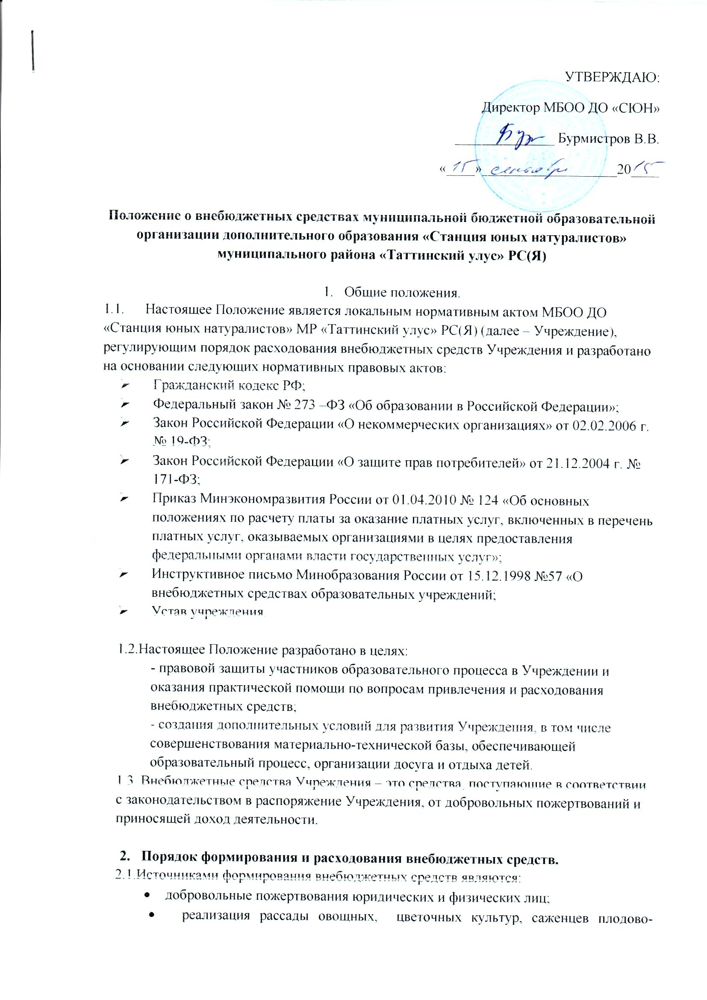 УТВЕРЖДАЮ:
Директор МБОО ДО «СЮН»
______________ Бурмистров В.В.
«15» сентября 2015
Положение о внебюджетных средствах муниципальной бюджетной образовательной
организации дополнительного образования «Станция юных натуралистов»
муниципального района «Таттинский улус» РС(Я)
1. Общие положения.
1.1. Настоящее Положение является локальным нормативным актом МБОО ДО
«Станция юных натуралистов» МР «Таттинский улус» РС(Я) (далее – Учреждение),
регулирующим порядок расходования внебюджетных средств Учреждения и разработано
на основании следующих нормативных правовых актов:
➢ Гражданский кодекс РФ;
➢ Федеральный закон № 273 –ФЗ «Об образовании в Российской Федерации»;
➢ Закон Российской Федерации «О некоммерческих организациях» от 02.02.2006 г.
№ 19-ФЗ;
➢ Закон Российской Федерации «О защите прав потребителей» от 21.12.2004 г. №
171-ФЗ;
➢ Приказ Минэкономразвития России от 01.04.2010 № 124 «Об основных
положениях по расчету платы за оказание платных услуг, включенных в перечень
платных услуг, оказываемых организациями в целях предоставления
федеральными органами власти государственных услуг»;
➢ Инструктивное письмо Минобразования России от 15.12.1998 №57 «О
внебюджетных средствах образовательных учреждений;
➢ Устав учреждения
1.2.Настоящее Положение разработано в целях:
- правовой защиты участников образовательного процесса в Учреждении и
оказания практической помощи по вопросам привлечения и расходования
внебюджетных средств;
- создания дополнительных условий для развития Учреждения, в том числе
совершенствования материально-технической базы, обеспечивающей
образовательный процесс, организации досуга и отдыха детей.
1.3. Внебюджетные средства Учреждения – это средства, поступающие в соответствии
с законодательством в распоряжение Учреждения, от добровольных пожертвований и
приносящей доход деятельности.
2. Порядок формирования и расходования внебюджетных средств.
2.1.Источниками формирования внебюджетных средств являются:
• добровольные пожертвования юридических и физических лиц;
• реализация рассады овощных, цветочных культур, саженцев плодово-